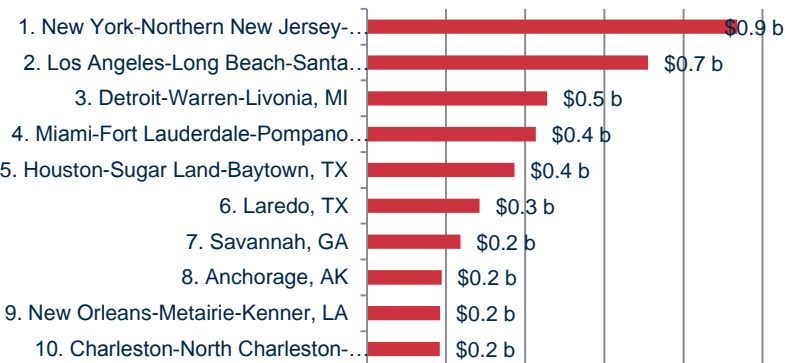 1. New York-Northern New Jersey-... $0.9 b
2. Los Angeles-Long Beach-Santa... $0.7 b
3. Detroit-Warren-Livonia, MI $0.5 b
4. Miami-Fort Lauderdale-Pompano... $0.4 b
5. Houston-Sugar Land-Baytown, TX $0.4 b
6. Laredo, TX $0.3 b
7. Savannah, GA $0.2 b
8. Anchorage, AK $0.2 b
9. New Orleans-Metairie-Kenner, LA $0.2 b
10. Charleston-North Charleston-... $0.2 b